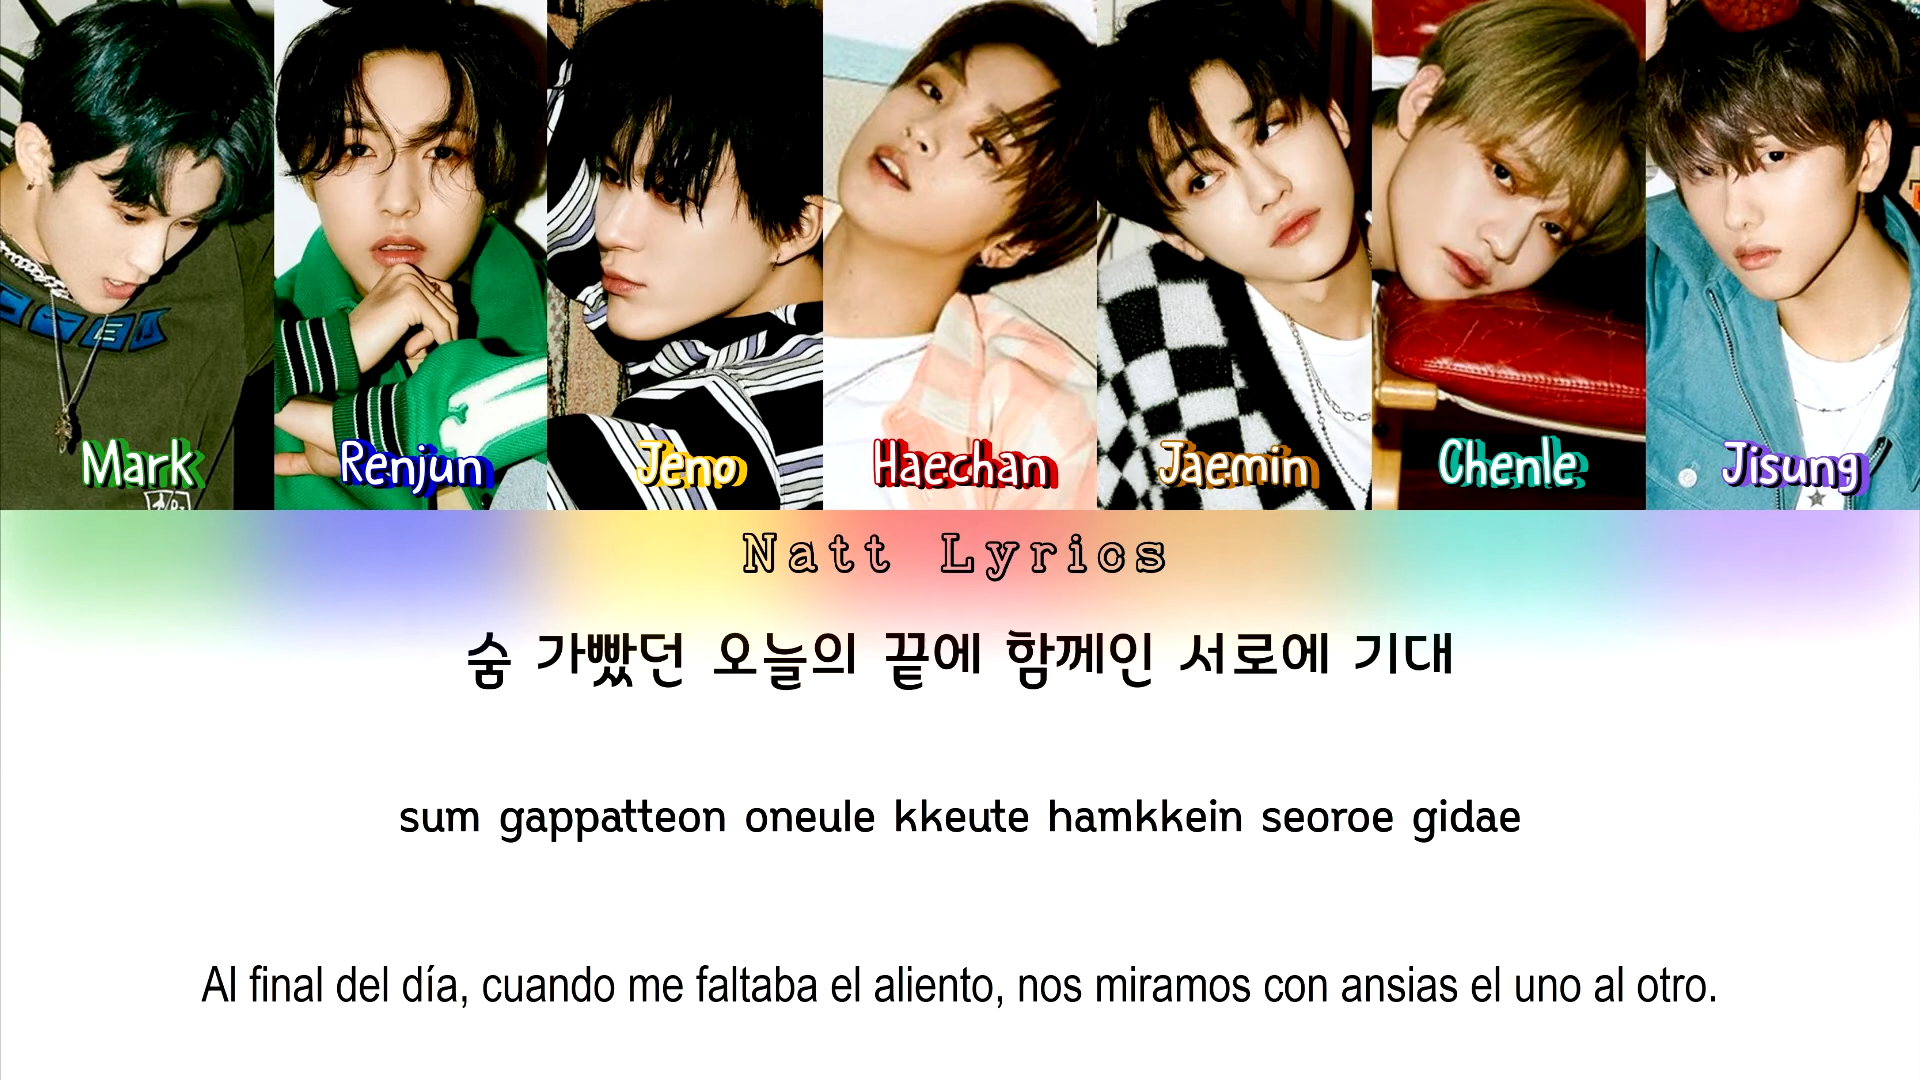 Mark Renjun Jeno Haechan Jaemin Chenle Jisung
Natt Lyrics
숨 가빴던 오늘의 끝에 함께인 서로에 기대
sum gappatteon oneule kkeute hamkkein seoroe gidae
Al final del día, cuando me faltaba el aliento, nos miramos con ansias el uno al otro.